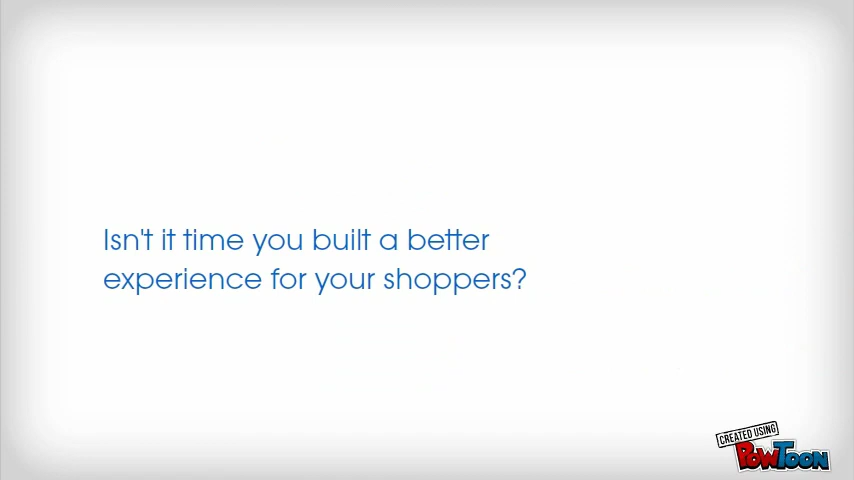 Isn't it time you built a better
experience for your shoppers?
CREATED USING
PowToon